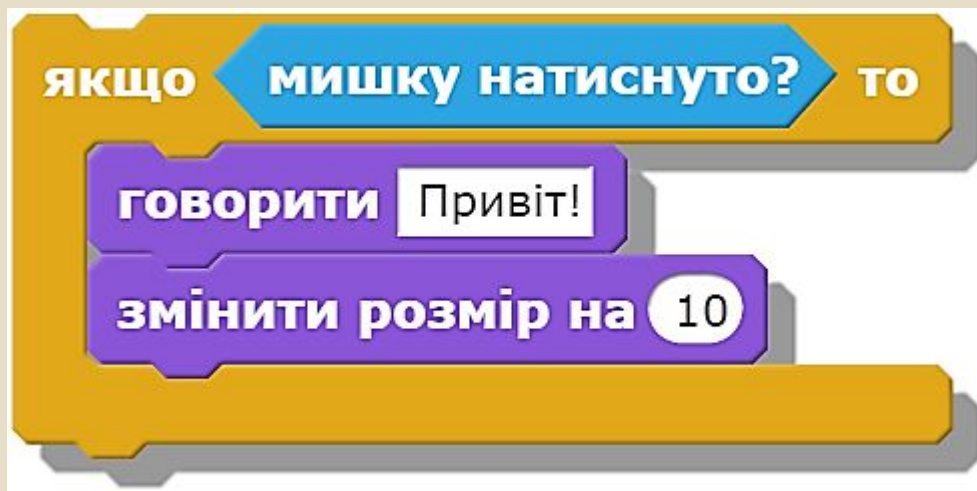 якщо мишку натиснуто? то
говорити Привіт!
змінити розмір на 10